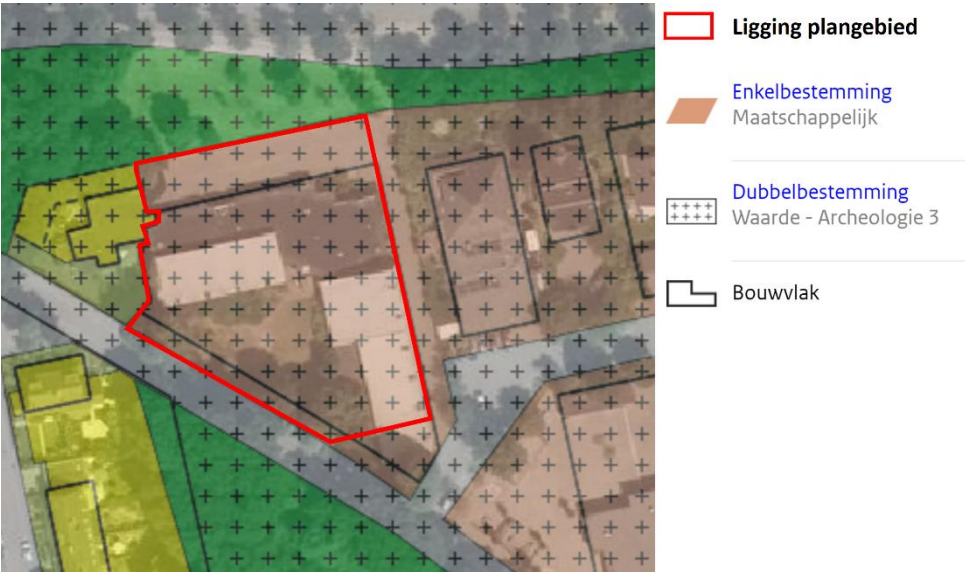 Ligging plangebied
Enkelbestemming
Maatschappelijk
Dubbelbestemming
Waarde - Archeologie 3
Bouwvlak